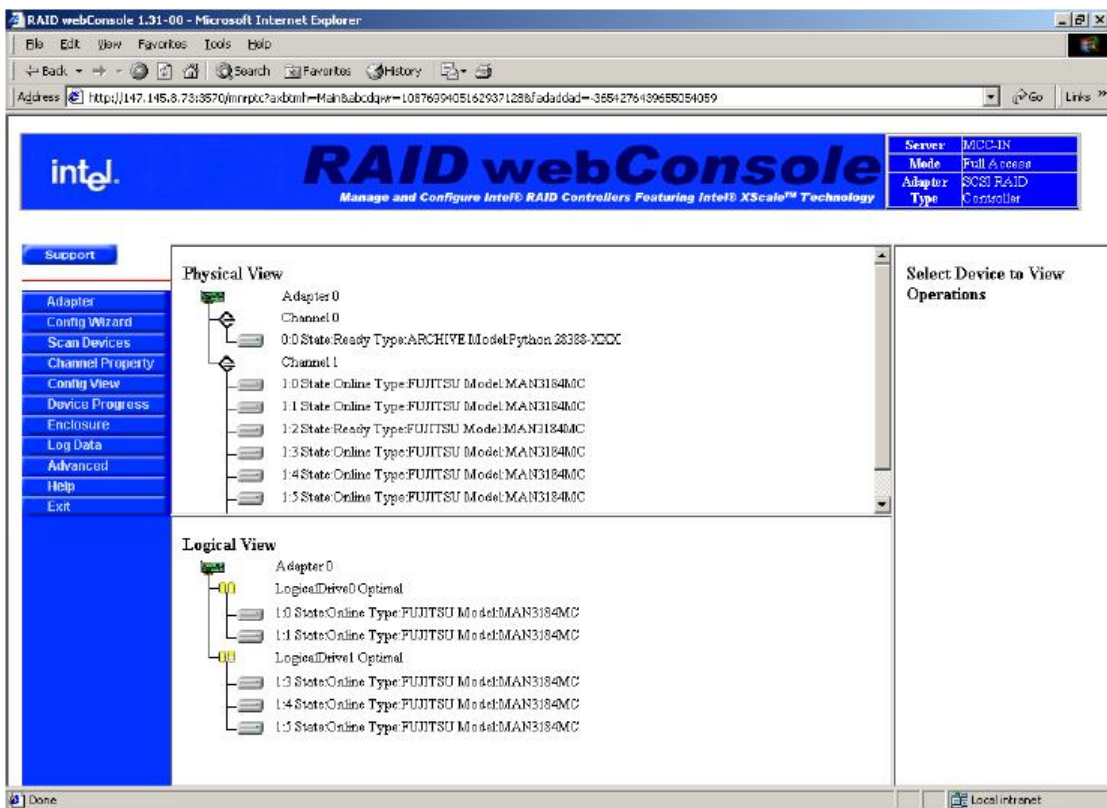 RAID webConsole 1.31-00 - Microsoft Internet Explorer
File Edit View Favorites Tools Help
Back Search Favorites History
Address http://147.145.8.73:3570/mnrptc?axbtmh=Main&abcdqwr=1087699405162937128&fadaddad=-3654276439655054059 Go Links »
intel.
RAID webConsole
Manage and Configure Intel® RAID Controllers Featuring Intel® XScale™ Technology
Server MCC-IN
Mode Full Access
Adapter Type SCSI RAID Controller
Support
Adapter
Config Wizard
Scan Devices
Channel Property
Config View
Device Progress
Enclosure
Log Data
Advanced
Help
Exit
Physical View
Adapter 0
Channel 0
0:0 State:Ready Type:ARCHIVE Model:Python 28388-XXX
Channel 1
1:0 State:Online Type:FUJITSU Model:MAN3184MC
1:1 State:Online Type:FUJITSU Model:MAN3184MC
1:2 State:Ready Type:FUJITSU Model:MAN3184MC
1:3 State:Online Type:FUJITSU Model:MAN3184MC
1:4 State:Online Type:FUJITSU Model:MAN3184MC
1:5 State:Online Type:FUJITSU Model:MAN3184MC
Logical View
Adapter 0
LogicalDrive0 Optimal
1:0 State:Online Type:FUJITSU Model:MAN3184MC
1:1 State:Online Type:FUJITSU Model:MAN3184MC
LogicalDrive1 Optimal
1:3 State:Online Type:FUJITSU Model:MAN3184MC
1:4 State:Online Type:FUJITSU Model:MAN3184MC
1:5 State:Online Type:FUJITSU Model:MAN3184MC
Select Device to View
Operations
Done
Local intranet